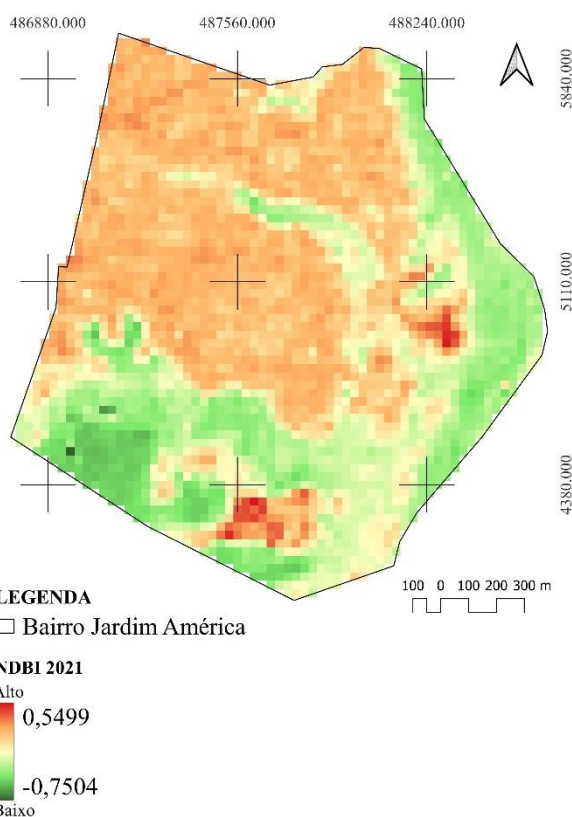 486880.000 487560.000 488240.000
5840.000
5110.000
4380.000
100 0 100 200 300 m
LEGENDA
Bairro Jardim América
NDBI 2021
Alto
0,5499
-0,7504
Baixo